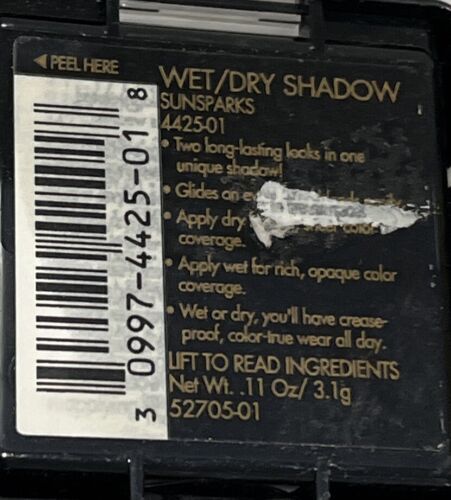 PEEL HERE
WET/DRY SHADOW
SUNSPARKS
4425-01
• Two long-lasting looks in one
unique shadow!
• Glides on
• Apply dry color
coverage.
• Apply wet for rich, opaque color
coverage.
• Wet or dry, you'll have crease-
proof, color-true wear all day.
LIFT TO READ INGREDIENTS
Net Wt. .11 Oz/ 3.1g
52705-01
3 0997-4425-01 8